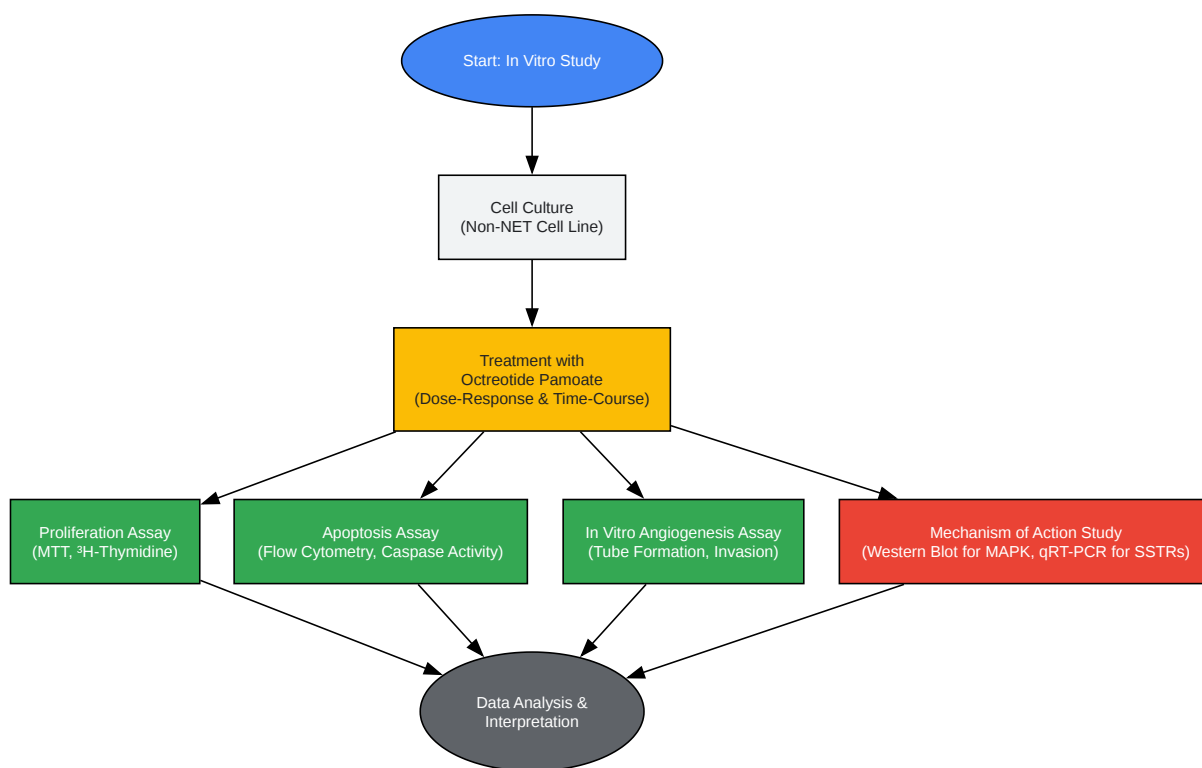 Start: In Vitro Study
Cell Culture
(Non-NET Cell Line)
Treatment with
Octreotide Pamoate
(Dose-Response & Time-Course)
Proliferation Assay
(MTT, ³H-Thymidine)
Apoptosis Assay
(Flow Cytometry, Caspase Activity)
In Vitro Angiogenesis Assay
(Tube Formation, Invasion)
Mechanism of Action Study
(Western Blot for MAPK, qRT-PCR for SSTRs)
Data Analysis &
Interpretation